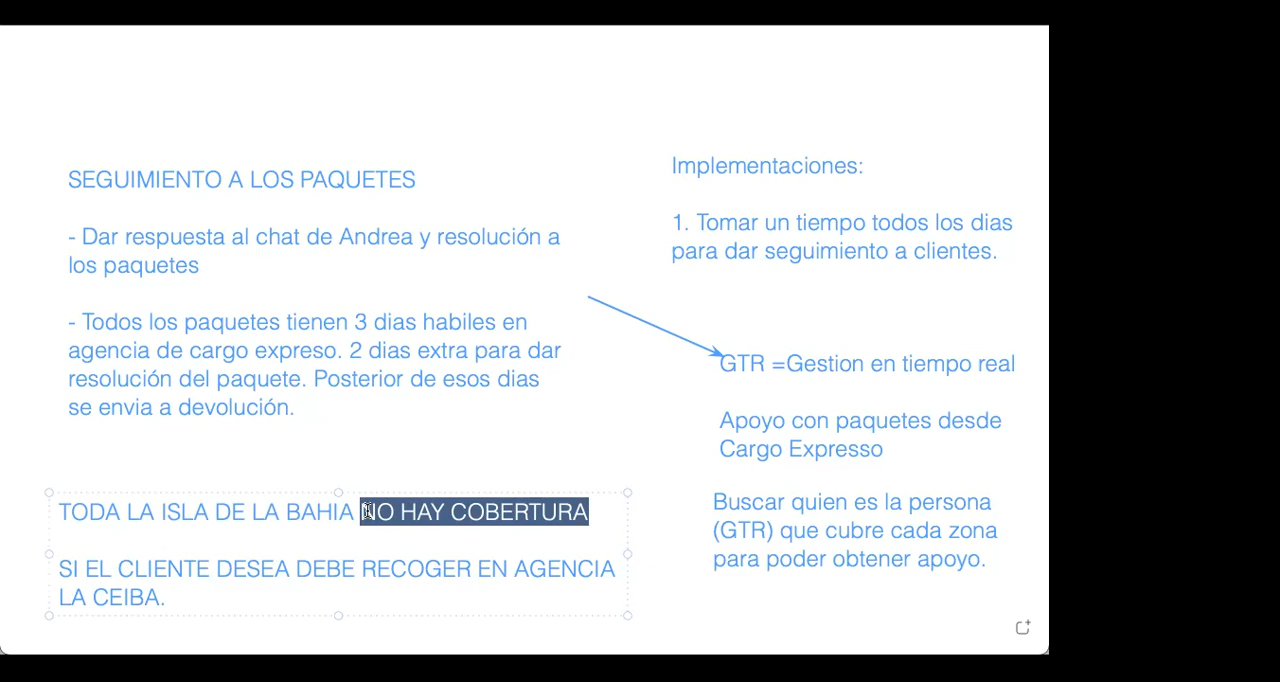 SEGUIMIENTO A LOS PAQUETES
- Dar respuesta al chat de Andrea y resolución a
los paquetes
- Todos los paquetes tienen 3 dias habiles en
agencia de cargo expreso. 2 dias extra para dar
resolución del paquete. Posterior de esos dias
se envia a devolución.
TODA LA ISLA DE LA BAHIA NO HAY COBERTURA
SI EL CLIENTE DESEA DEBE RECOGER EN AGENCIA
LA CEIBA.
Implementaciones:
1. Tomar un tiempo todos los dias
para dar seguimiento a clientes.
GTR =Gestion en tiempo real
Apoyo con paquetes desde
Cargo Expresso
Buscar quien es la persona
(GTR) que cubre cada zona
para poder obtener apoyo.